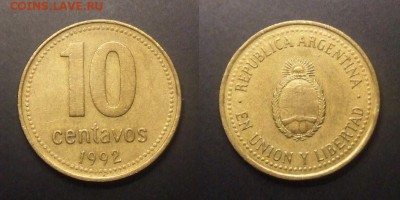 COINS.LAVE.RU
10
centavos
1992
REPUBLICA ARGENTINA
EN UNION Y LIBERTAD